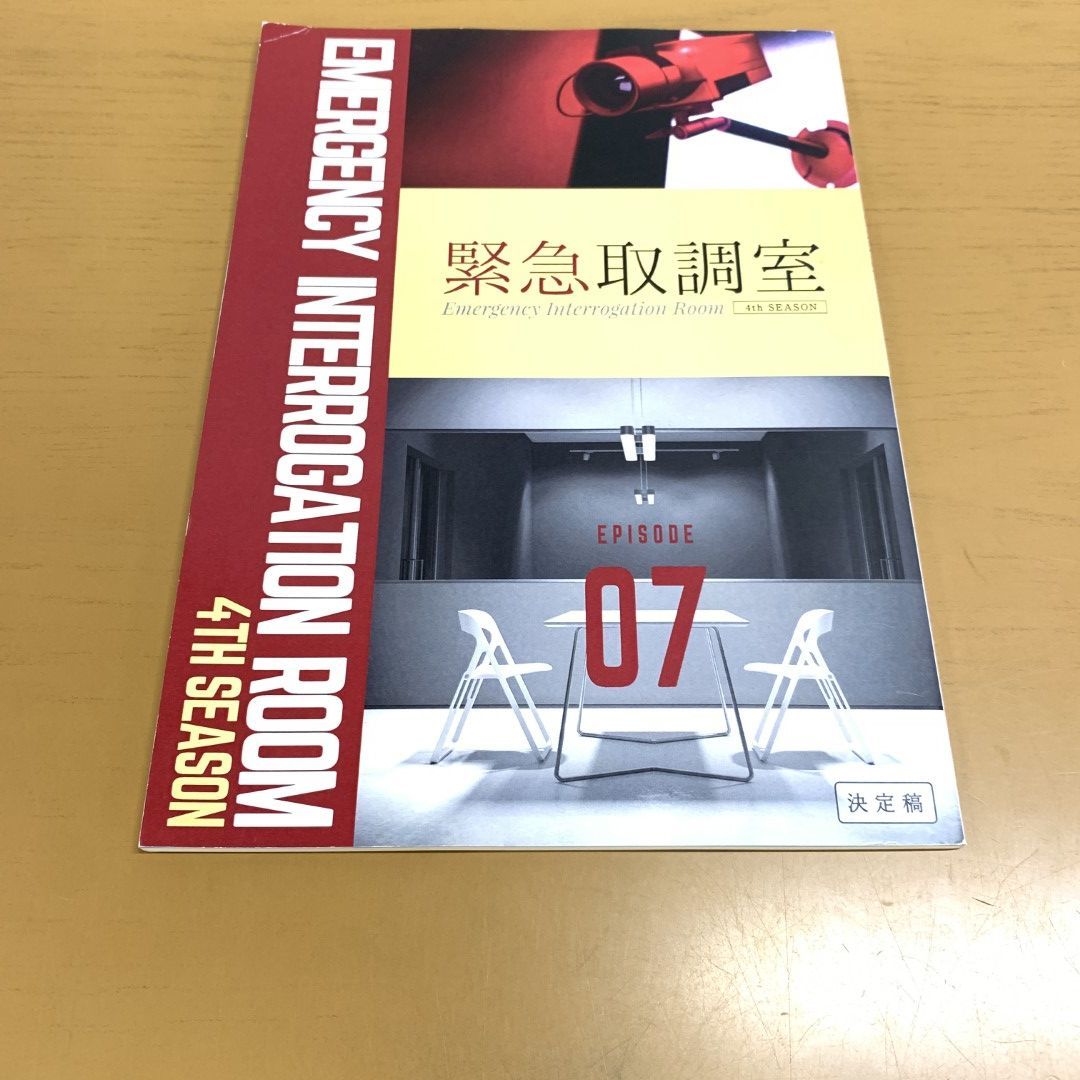 EMERGENCY INTERROGATION ROOM
4TH SEASON
緊急取調室
Emergency Interrogation Room
4th SEASON
EPISODE
07
決定稿